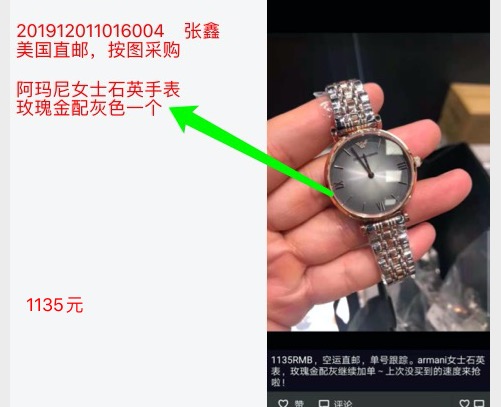 201912011016004 张鑫
美国直邮，按图采购
阿玛尼女士石英手表
玫瑰金配灰色一个
1135元
1135RMB，空运直邮，单号跟踪。armani女士石英
表，玫瑰金配灰继续加单～上次没买到的速度来抢
啦！
赞 评论